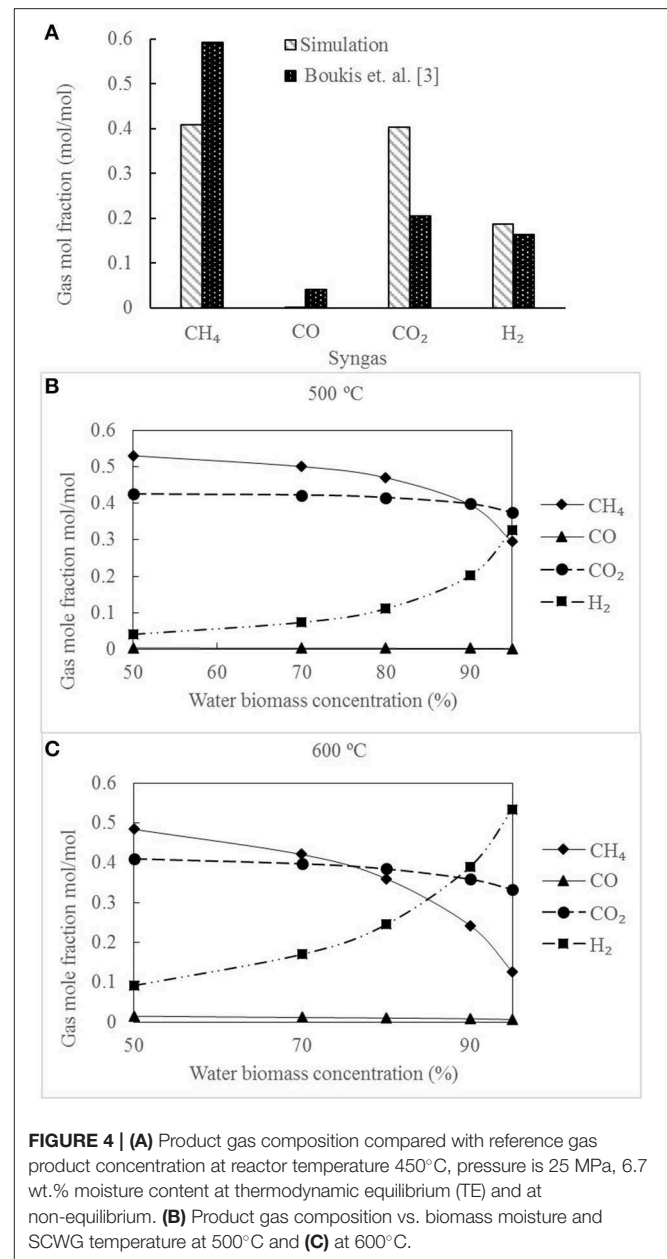 A
Gas mol fraction (mol/mol)
0.6
0.5
0.4
0.3
0.2
0.1
0
Simulation
Boukis et. al. [3]
CH₄ CO CO₂ H₂
Syngas
B
500 ºC
Gas mole fraction mol/mol
0.6
0.5
0.4
0.3
0.2
0.1
0
50 60 70 80 90
Water biomass concentration (%)
CH₄
CO
CO₂
H₂
C
600 ºC
Gas mole fraction mol/mol
0.6
0.5
0.4
0.3
0.2
0.1
0
50 70 90
Water biomass concentration (%)
CH₄
CO
CO₂
H₂
FIGURE 4 | (A) Product gas composition compared with reference gas
product concentration at reactor temperature 450°C, pressure is 25 MPa, 6.7
wt.% moisture content at thermodynamic equilibrium (TE) and at
non-equilibrium. (B) Product gas composition vs. biomass moisture and
SCWG temperature at 500°C and (C) at 600°C.